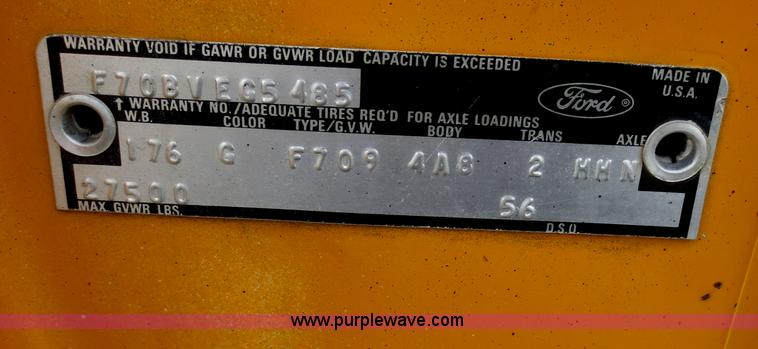 WARRANTY VOID IF GAWR OR GVWR LOAD CAPACITY IS EXCEEDED
MADE IN
U.S.A.
F70BVEC5485
Ford ®
↑ WARRANTY NO./ADEQUATE TIRES REQ'D FOR AXLE LOADINGS
W.B. COLOR TYPE/G.V.W. BODY TRANS AXLE
176 G F709 4A8 2 HHN
27500 56
MAX. GVWR LBS. D.S.O.
www.purplewave.com